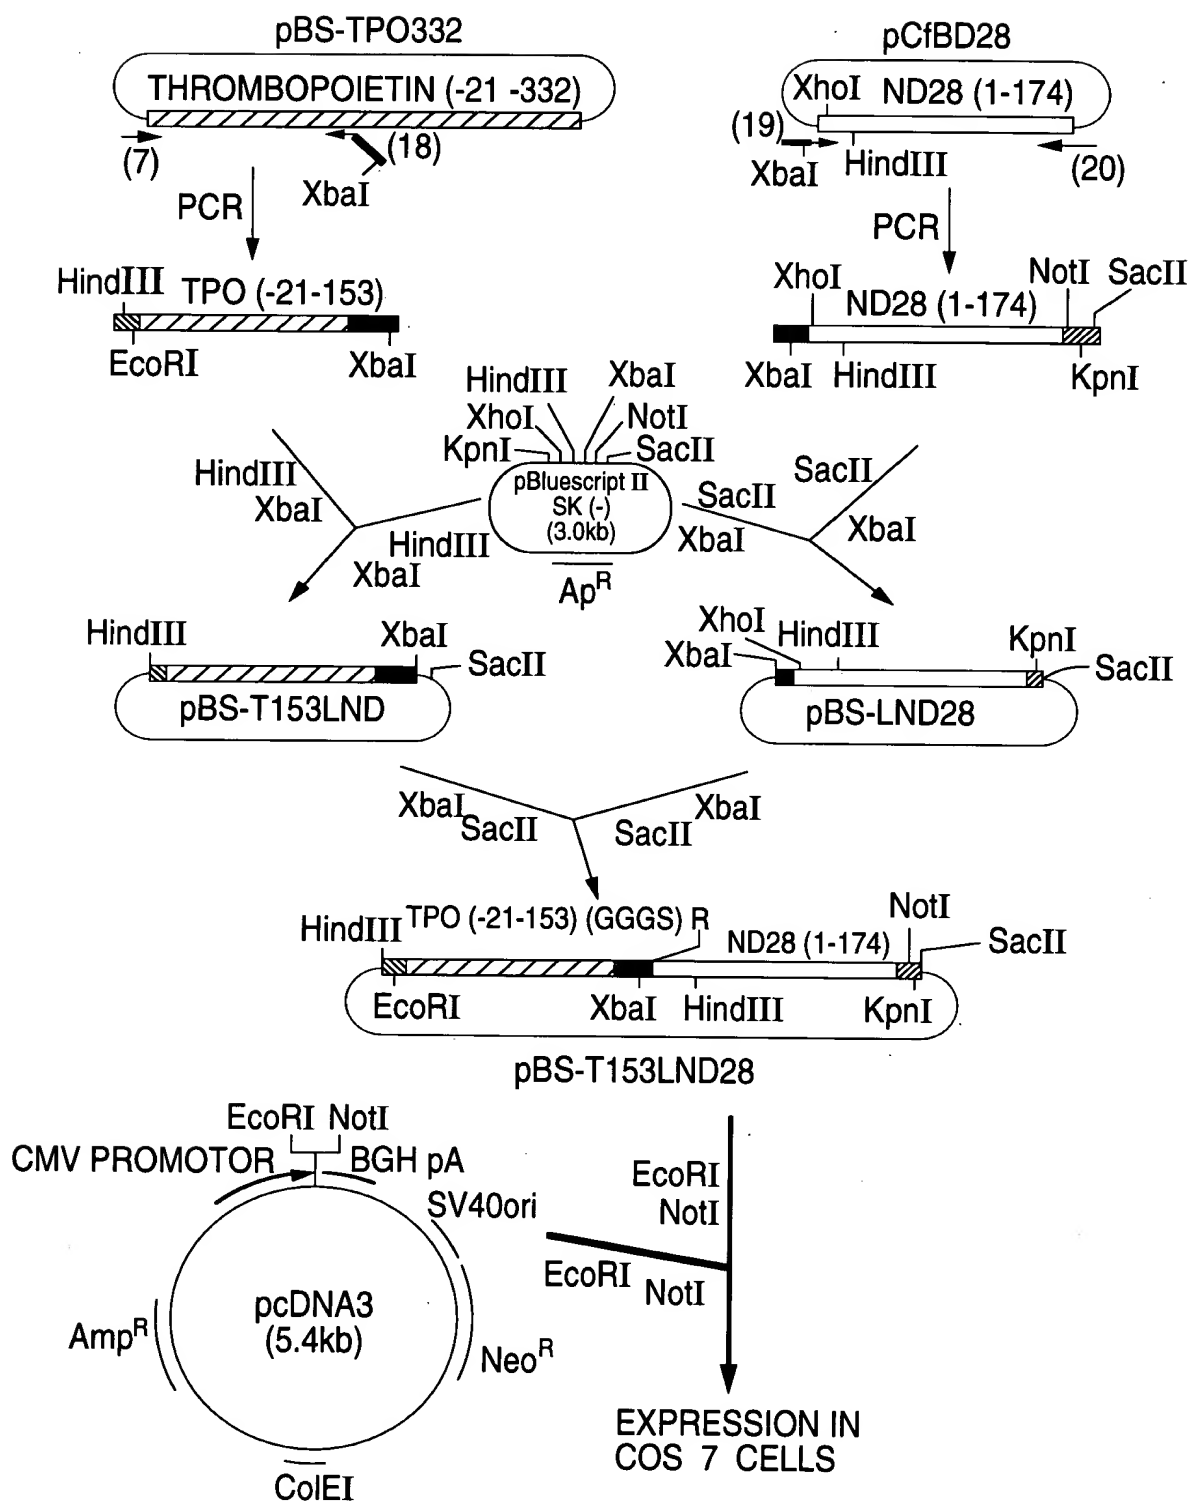 pBS-TPO332
THROMBOPOIETIN (-21 -332)
(7)
(18)
XbaI
PCR
pCfBD28
XhoI ND28 (1-174)
(19)
XbaI
HindIII
(20)
PCR
HindIII TPO (-21-153)
EcoRI
XbaI
XhoI
ND28 (1-174)
NotI
SacII
XbaI
HindIII
KpnI
HindIII
XbaI
XhoI
NotI
KpnI
SacII
pBluescript II
SK (-)
(3.0kb)
Ap^R
HindIII
XbaI
HindIII
XbaI
SacII
XbaI
SacII
XbaI
HindIII
XbaI
SacII
pBS-T153LND
XhoI
HindIII
KpnI
XbaI
SacII
pBS-LND28
XbaI
SacII
XbaI
SacII
HindIII
TPO (-21-153) (GGGS) R
ND28 (1-174)
NotI
SacII
EcoRI
XbaI
HindIII
KpnI
pBS-T153LND28
EcoRI NotI
CMV PROMOTOR
BGH pA
SV40ori
pcDNA3
(5.4kb)
Amp^R
Neo^R
ColEI
EcoRI
NotI
EcoRI
NotI
EXPRESSION IN
COS 7 CELLS